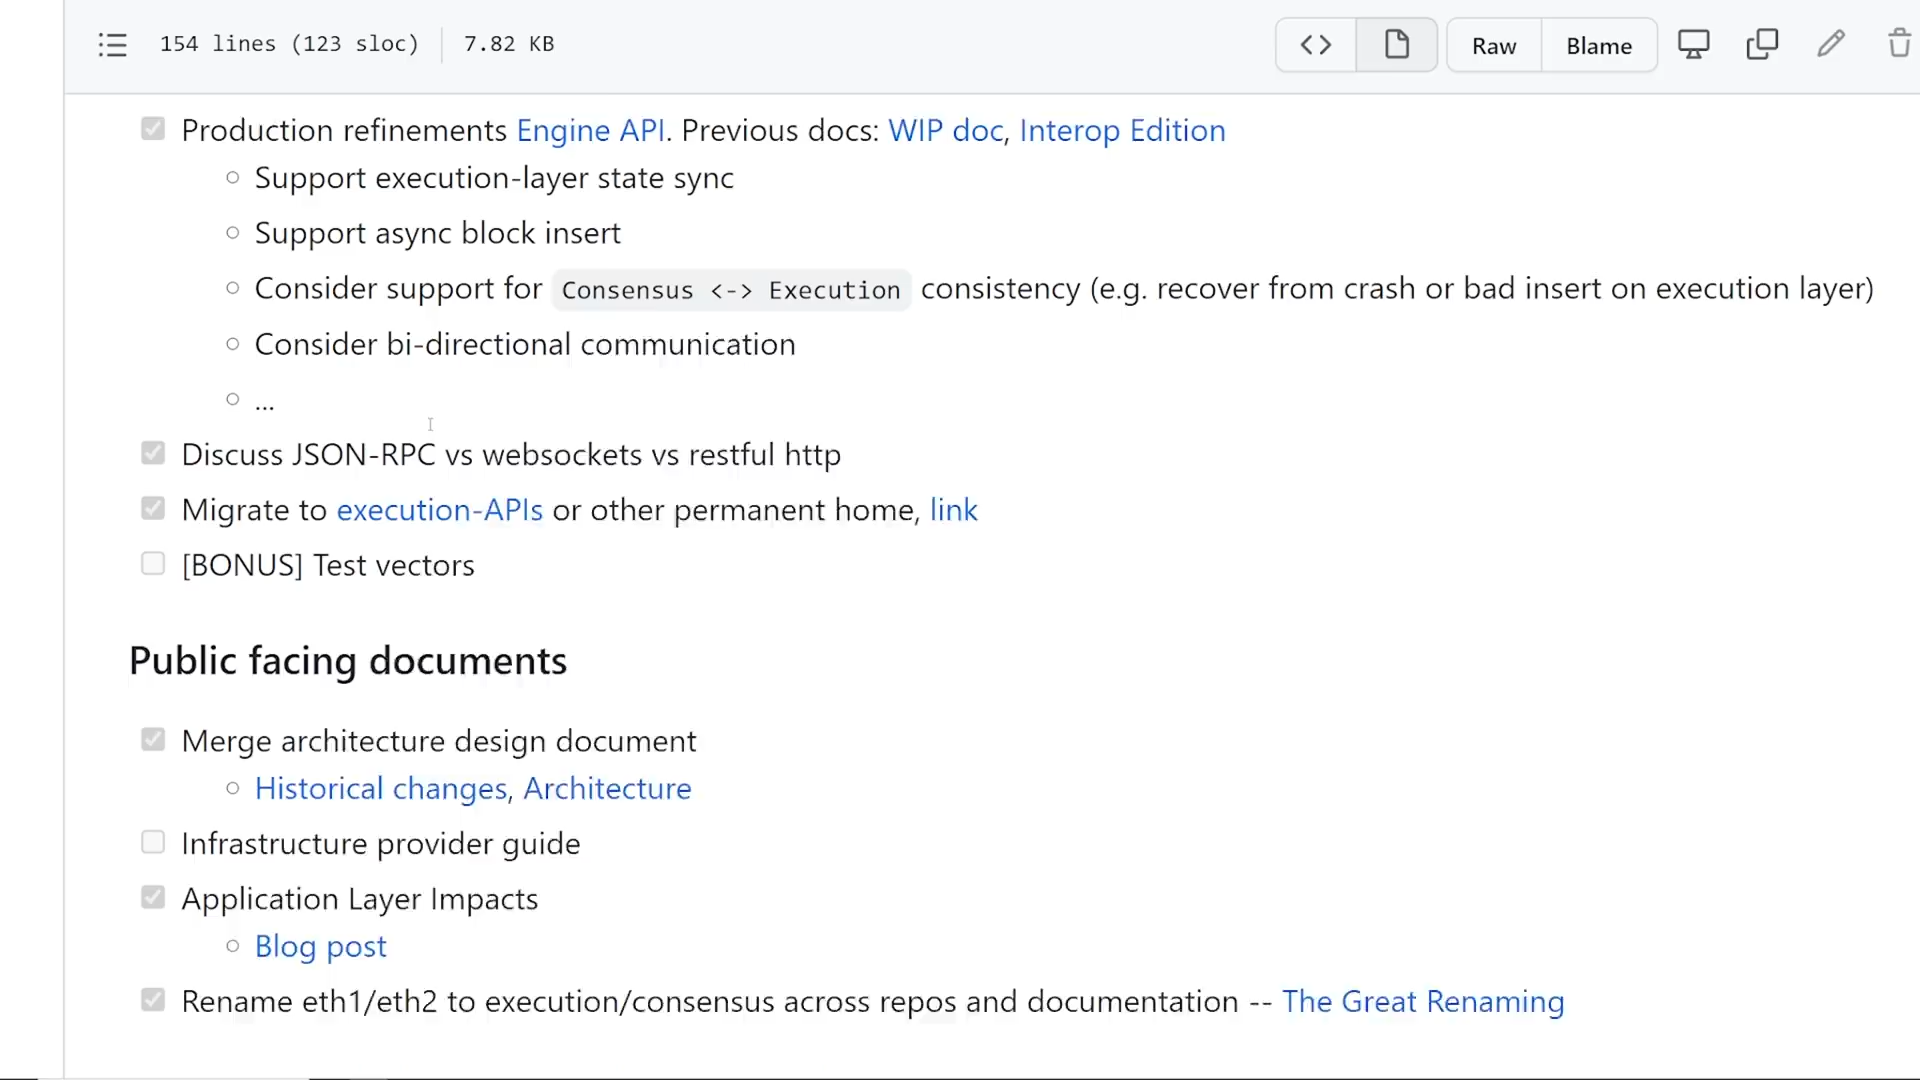 154 lines (123 sloc) 7.82 KB Raw Blame
Production refinements Engine API. Previous docs: WIP doc, Interop Edition
Support execution-layer state sync
Support async block insert
Consider support for Consensus <-> Execution consistency (e.g. recover from crash or bad insert on execution layer)
Consider bi-directional communication
...
Discuss JSON-RPC vs websockets vs restful http
Migrate to execution-APIs or other permanent home, link
[BONUS] Test vectors
Public facing documents
Merge architecture design document
Historical changes, Architecture
Infrastructure provider guide
Application Layer Impacts
Blog post
Rename eth1/eth2 to execution/consensus across repos and documentation -- The Great Renaming